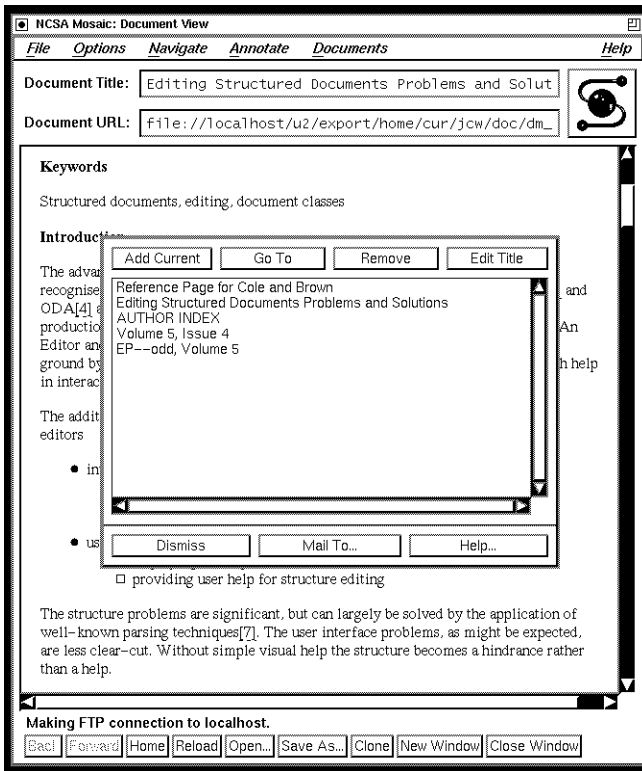 NCSA Mosaic: Document View
File Options Navigate Annotate Documents Help
Document Title: Editing Structured Documents Problems and Solut
Document URL: file://localhost/u2/export/home/cur/jcw/doc/dm_
Keywords
Structured documents, editing, document classes
Introduction
Add Current Go To Remove Edit Title
Reference Page for Cole and Brown
Editing Structured Documents Problems and Solutions
AUTHOR INDEX
Volume 5, Issue 4
EP--odd, Volume 5
The advan
recognise and
ODA[4]
productio An
Editor an
ground by h help
in interac
The addit
editors
in
us
Dismiss Mail To... Help...
providing user help for structure editing
The structure problems are significant, but can largely be solved by the application of
well-known parsing techniques[7]. The user interface problems, as might be expected,
are less clear-cut. Without simple visual help the structure becomes a hindrance rather
than a help.
Making FTP connection to localhost.
Back Forward Home Reload Open... Save As... Clone New Window Close Window